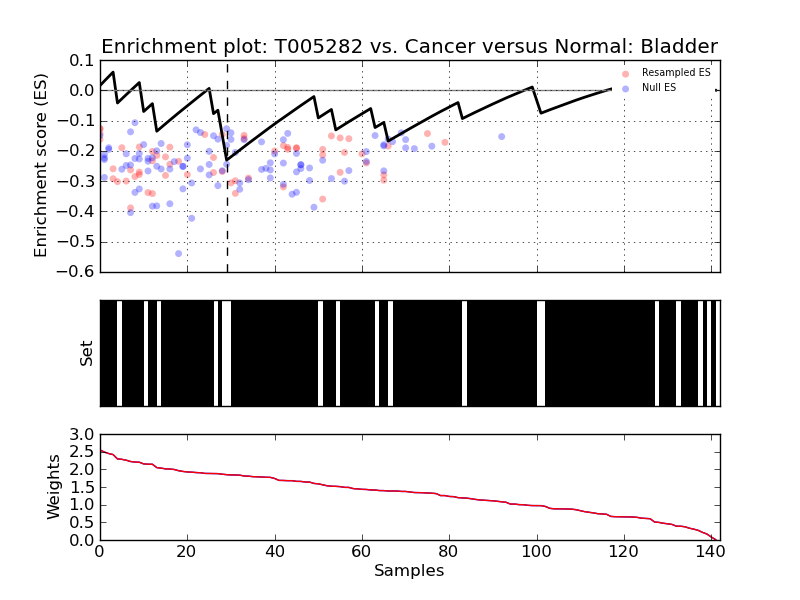 Enrichment plot: T005282 vs. Cancer versus Normal: Bladder
Enrichment score (ES)
0.1
0.0
−0.1
−0.2
−0.3
−0.4
−0.5
−0.6
Resampled ES
Null ES
Set
Weights
3.0
2.5
2.0
1.5
1.0
0.5
0.0
0 20 40 60 80 100 120 140
Samples